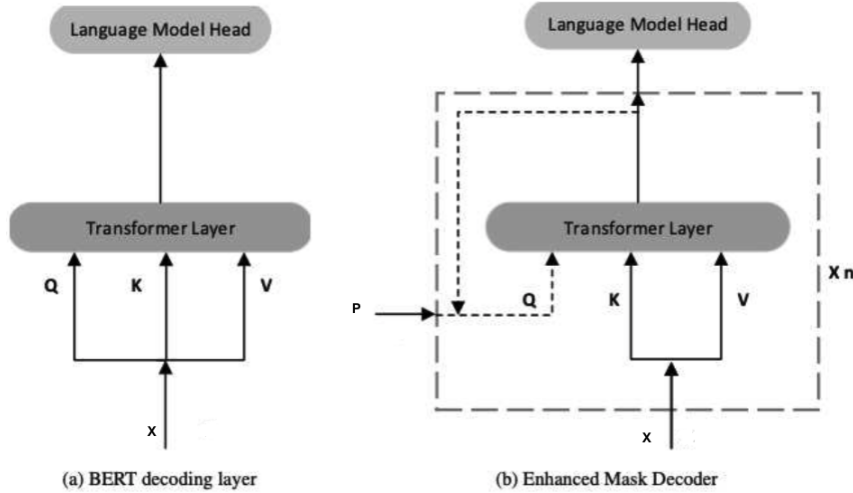 Language Model Head
Transformer Layer
Q
K
V
X
(a) BERT decoding layer
Language Model Head
Transformer Layer
Q
K
V
X n
P
X
(b) Enhanced Mask Decoder